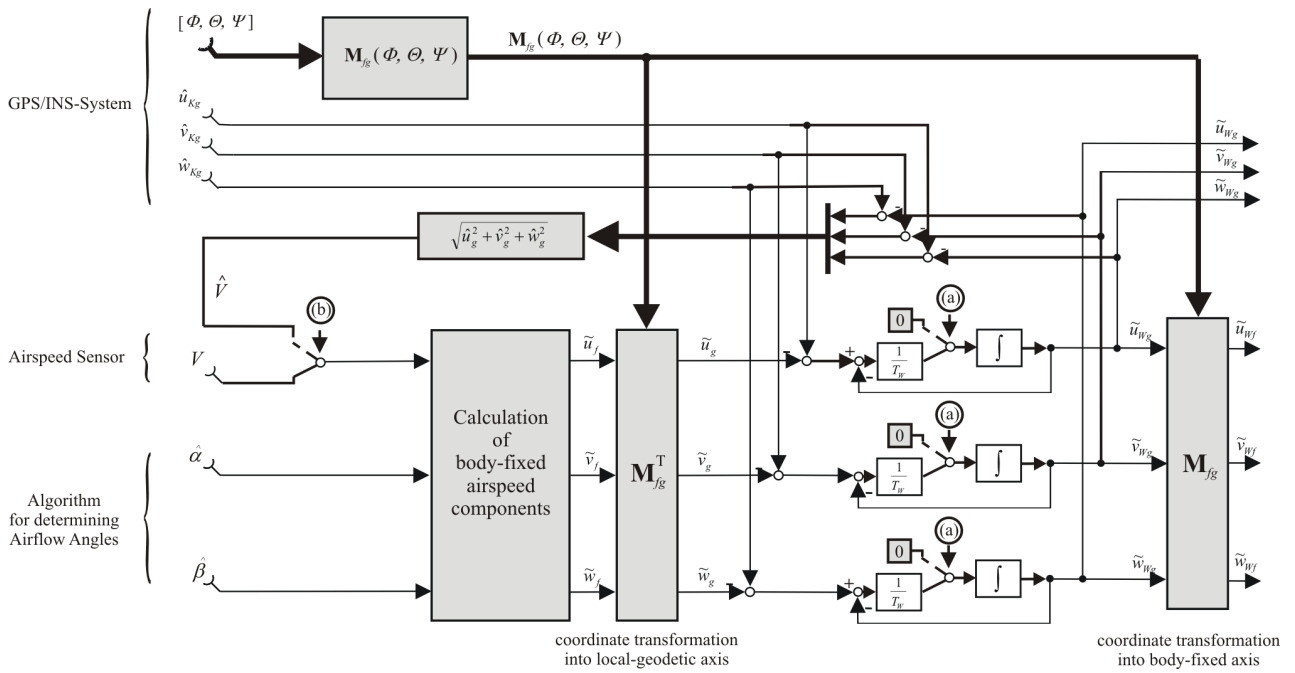 [Φ, Θ, Ψ]
M_fg(Φ, Θ, Ψ)
M_fg(Φ, Θ, Ψ)
GPS/INS-System
û_Kg
v̂_Kg
ŵ_Kg
ũ_Wg
ṽ_Wg
w̃_Wg
√(û_g² + v̂_g² + ŵ_g²)
- - -
V̂
(b)
(a)
0
Airspeed Sensor
V
ũ_f
ũ_g
-
+
-
1/T_W
∫
ũ_Wg
ũ_Wf
Calculation
of
body-fixed
airspeed
components
M_fg^T
M_fg
(a)
0
α̂
ṽ_f
ṽ_g
-
-
1/T_W
∫
ṽ_Wg
ṽ_Wf
Algorithm
for determining
Airflow Angles
(a)
0
β̂
w̃_f
w̃_g
-
+
-
1/T_W
∫
w̃_Wg
w̃_Wf
coordinate transformation
into local-geodetic axis
coordinate transformation
into body-fixed axis